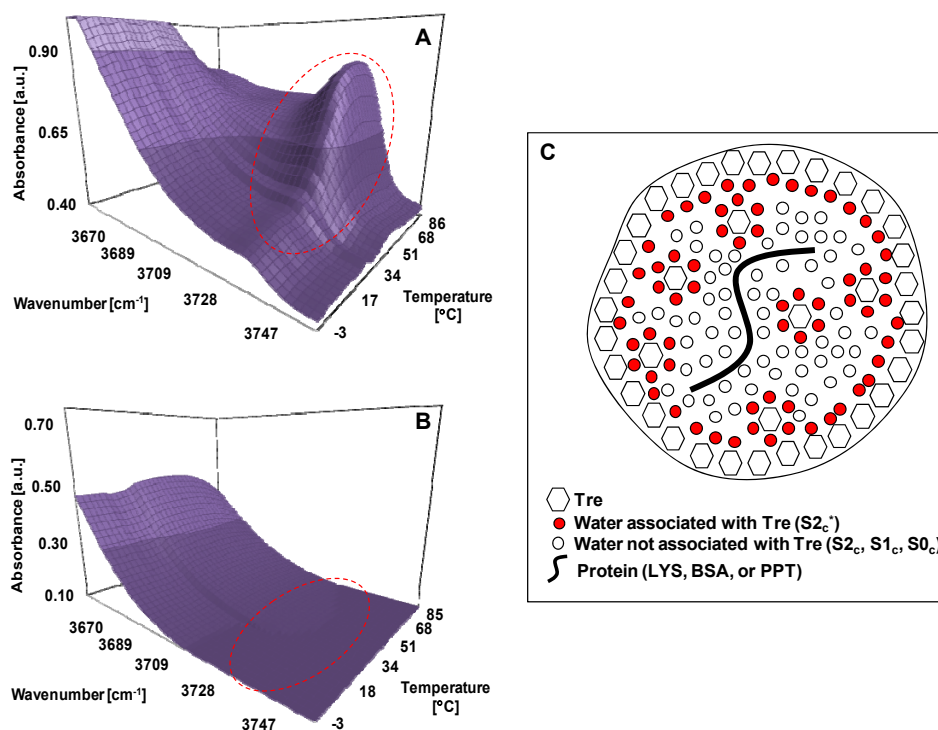 A
Absorbance [a.u.]
0.90
0.65
0.40
3670
3689
3709
3728
3747
Wavenumber [cm⁻¹]
86
68
51
34
17
-3
Temperature
[°C]
B
Absorbance [a.u.]
0.70
0.50
0.30
0.10
3670
3689
3709
3728
3747
Wavenumber [cm⁻¹]
85
68
51
34
18
-3
Temperature
[°C]
C
Tre
Water associated with Tre (S2c*)
Water not associated with Tre (S2c, S1c, S0c)
Protein (LYS, BSA, or PPT)